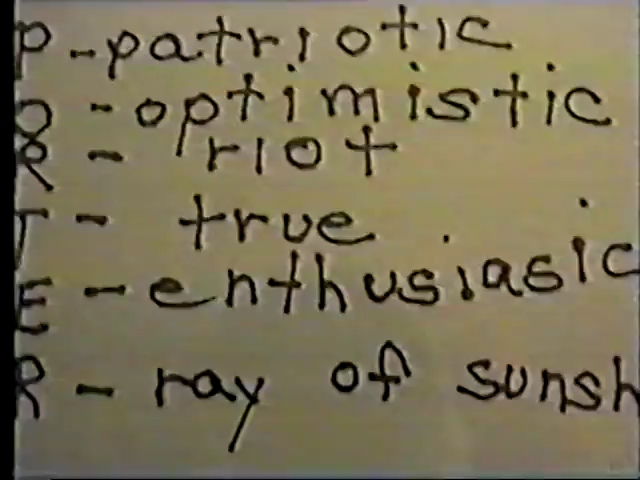 P-patriotic
O-optimistic
R- riot
T- true
E-enthusiasic
R-ray of sunsh